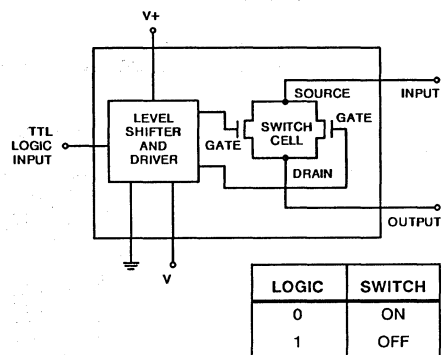 V+
SOURCE
INPUT
TTL
LOGIC
INPUT
LEVEL
SHIFTER
AND
DRIVER
GATE
SWITCH
CELL
GATE
DRAIN
OUTPUT
V
LOGIC SWITCH
0 ON
1 OFF